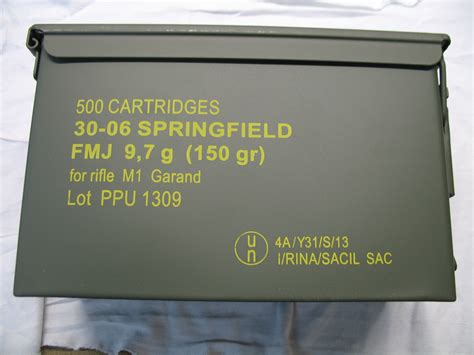 500 CARTRIDGES
30-06 SPRINGFIELD
FMJ 9,7 g (150 gr)
for rifle M1 Garand
Lot PPU 1309
un
4A/Y31/S/13
I/RINA/SACIL SAC